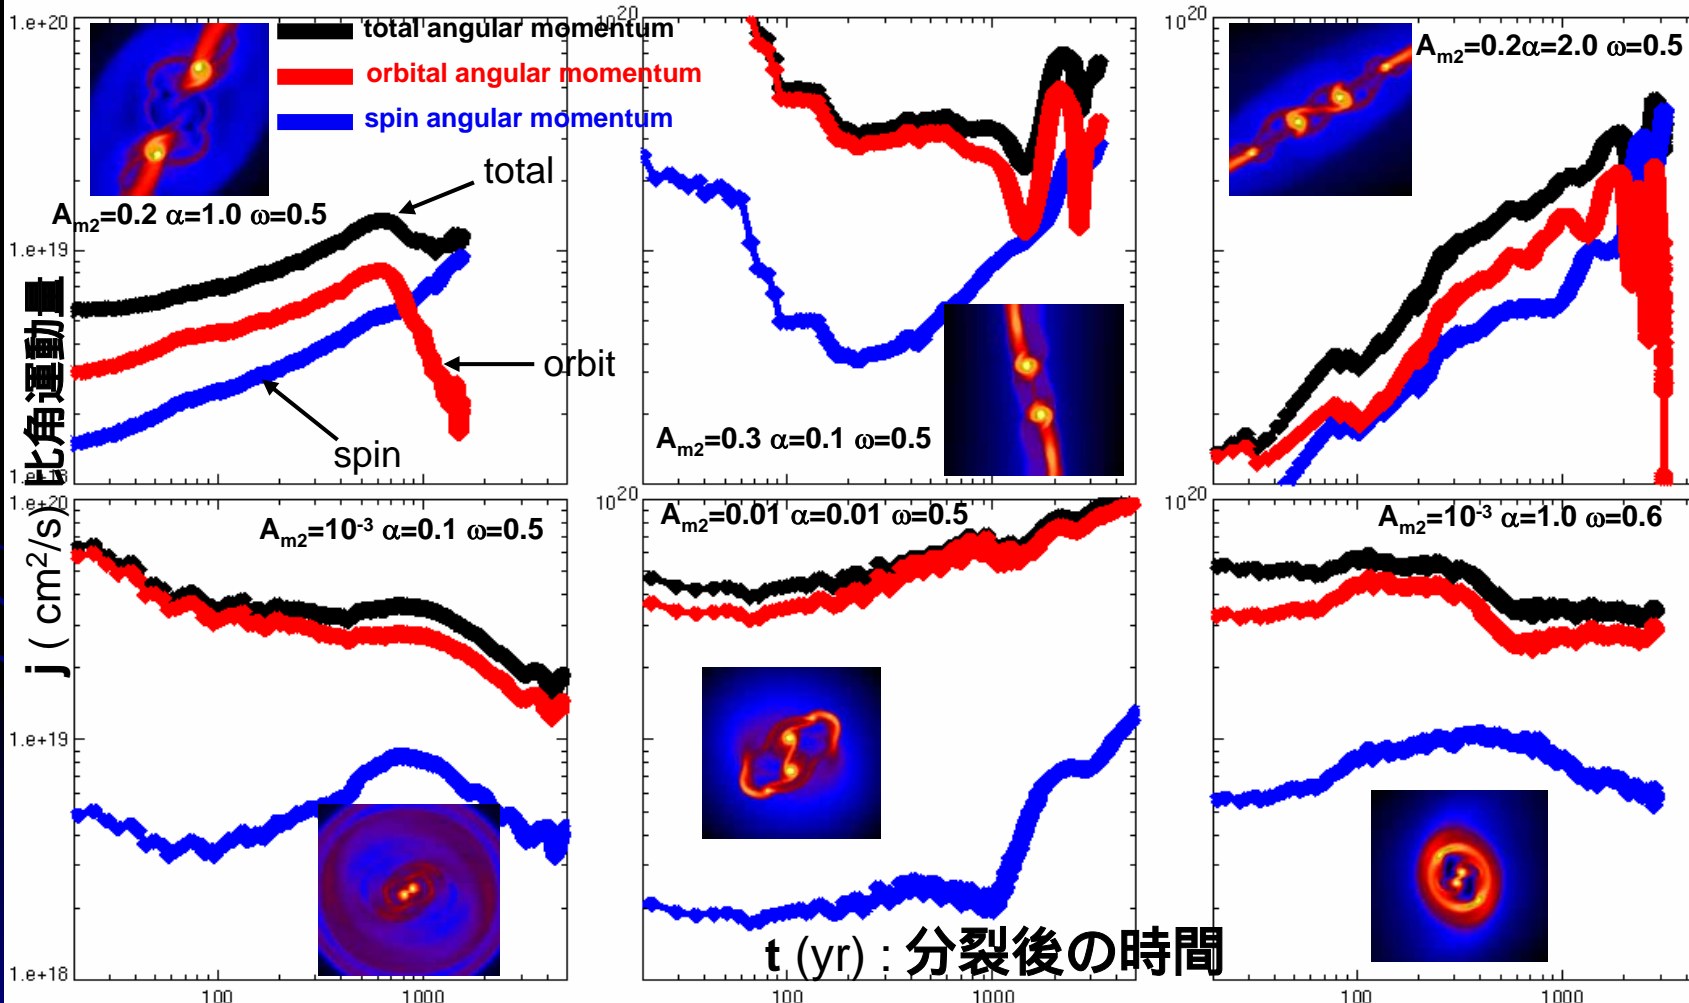 1.e+20
total angular momentum
orbital angular momentum
spin angular momentum
total
A_m2=0.2 α=1.0 ω=0.5
1.e+19
orbit
spin
10^20
A_m2=0.3 α=0.1 ω=0.5
10^20
A_m2=0.2α=2.0 ω=0.5
比角運動量
j ( cm²/s)
1.e+20
A_m2=10⁻³ α=0.1 ω=0.5
1.e+19
1.e+18
100
1000
10^20
A_m2=0.01 α=0.01 ω=0.5
t (yr) : 分裂後の時間
100
1000
10^20
A_m2=10⁻³ α=1.0 ω=0.6
100
1000